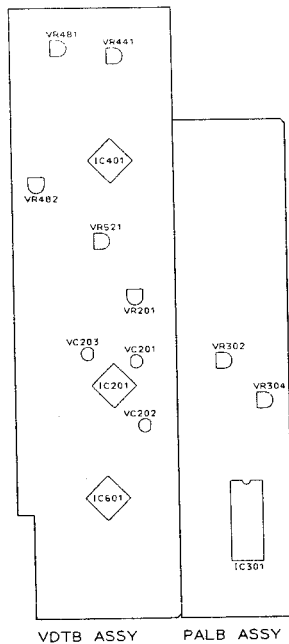 VR481
VR441
IC401
VR482
VR521
VR201
VC203
VC201
VR302
IC201
VR304
VC202
IC601
IC301
VDTB ASSY
PALB ASSY